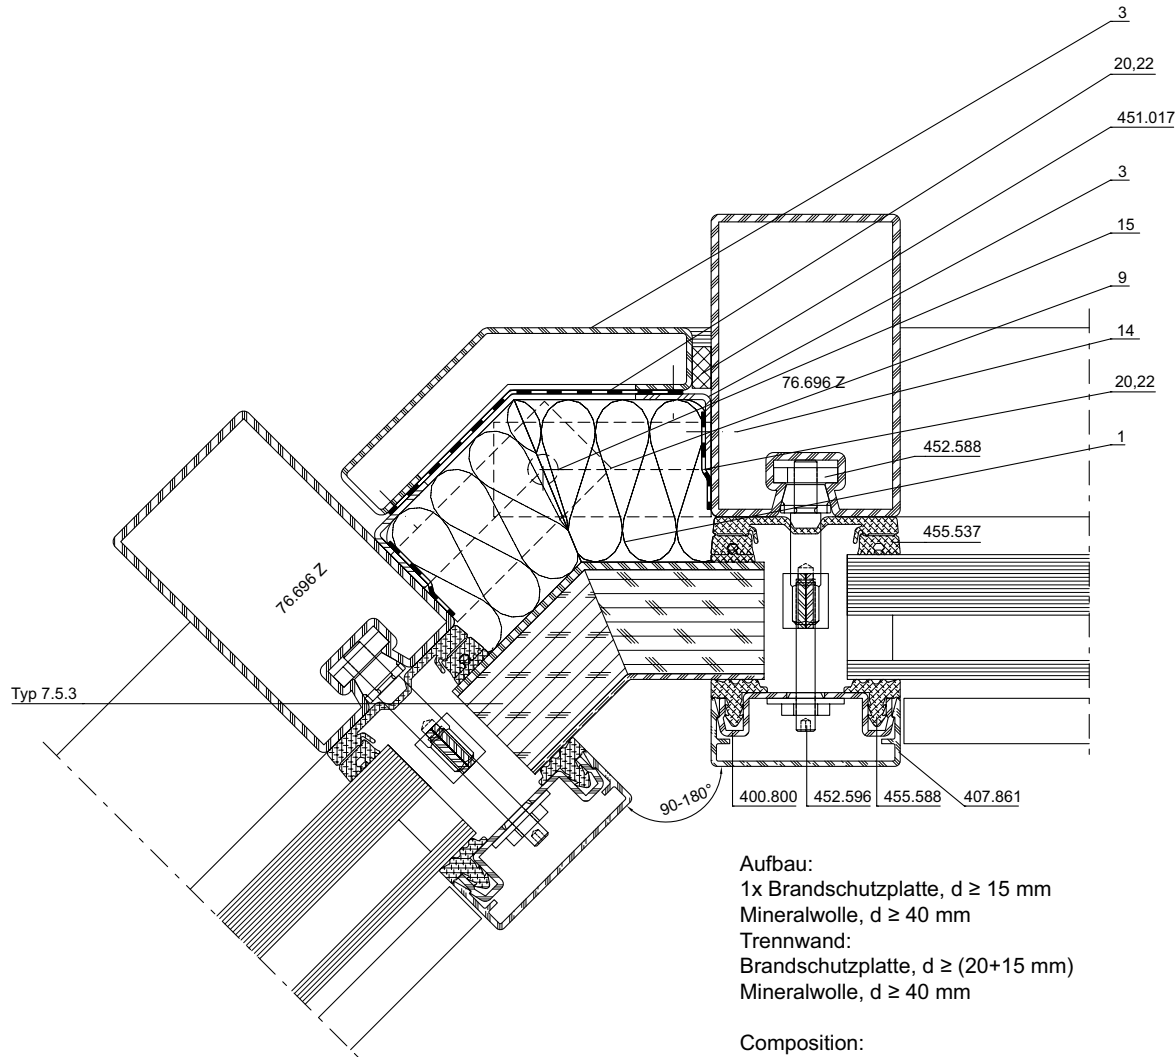 3
20,22
451.017
3
15
9
14
20,22
1
76.696 Z
452.588
455.537
76.696 Z
Typ 7.5.3
90-180°
400.800
452.596
455.588
407.861
Aufbau:
1x Brandschutzplatte, d ≥ 15 mm
Mineralwolle, d ≥ 40 mm
Trennwand:
Brandschutzplatte, d ≥ (20+15 mm)
Mineralwolle, d ≥ 40 mm
Composition: